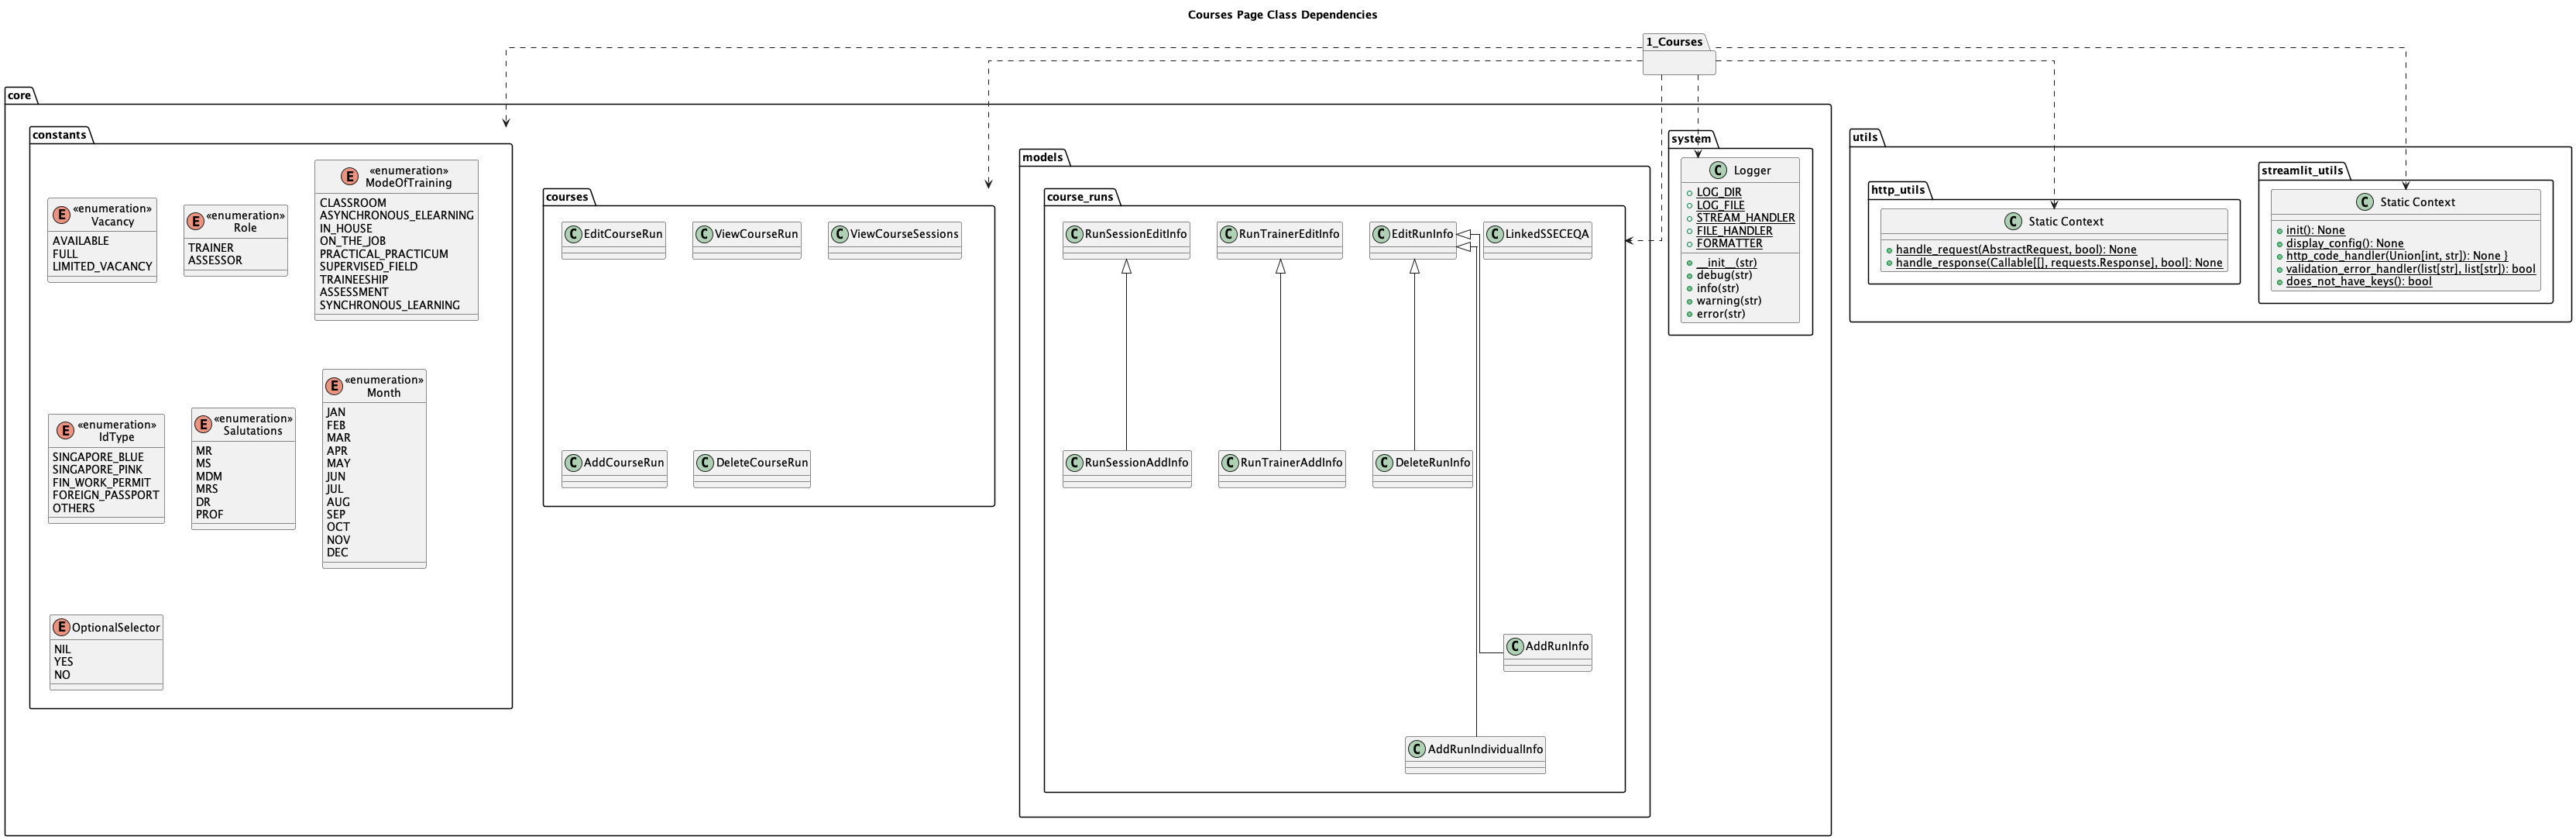 Courses Page Class Dependencies
1_Courses
core
constants
«enumeration»
Vacancy
AVAILABLE
FULL
LIMITED_VACANCY
«enumeration»
Role
TRAINER
ASSESSOR
«enumeration»
ModeOfTraining
CLASSROOM
ASYNCHRONOUS_ELEARNING
IN_HOUSE
ON_THE_JOB
PRACTICAL_PRACTICUM
SUPERVISED_FIELD
TRAINEESHIP
ASSESSMENT
SYNCHRONOUS_LEARNING
«enumeration»
IdType
SINGAPORE_BLUE
SINGAPORE_PINK
FIN_WORK_PERMIT
FOREIGN_PASSPORT
OTHERS
«enumeration»
Salutations
MR
MS
MDM
MRS
DR
PROF
«enumeration»
Month
JAN
FEB
MAR
APR
MAY
JUN
JUL
AUG
SEP
OCT
NOV
DEC
OptionalSelector
NIL
YES
NO
courses
EditCourseRun
ViewCourseRun
ViewCourseSessions
AddCourseRun
DeleteCourseRun
models
course_runs
RunSessionEditInfo
RunTrainerEditInfo
EditRunInfo
LinkedSSECEQA
RunSessionAddInfo
RunTrainerAddInfo
DeleteRunInfo
AddRunInfo
AddRunIndividualInfo
system
Logger
LOG_DIR
LOG_FILE
STREAM_HANDLER
FILE_HANDLER
FORMATTER
__init__(str)
debug(str)
info(str)
warning(str)
error(str)
utils
http_utils
Static Context
handle_request(AbstractRequest, bool): None
handle_response(Callable[[], requests.Response], bool]: None
streamlit_utils
Static Context
init(): None
display_config(): None
http_code_handler(Union[int, str]): None }
validation_error_handler(list[str], list[str]): bool
does_not_have_keys(): bool